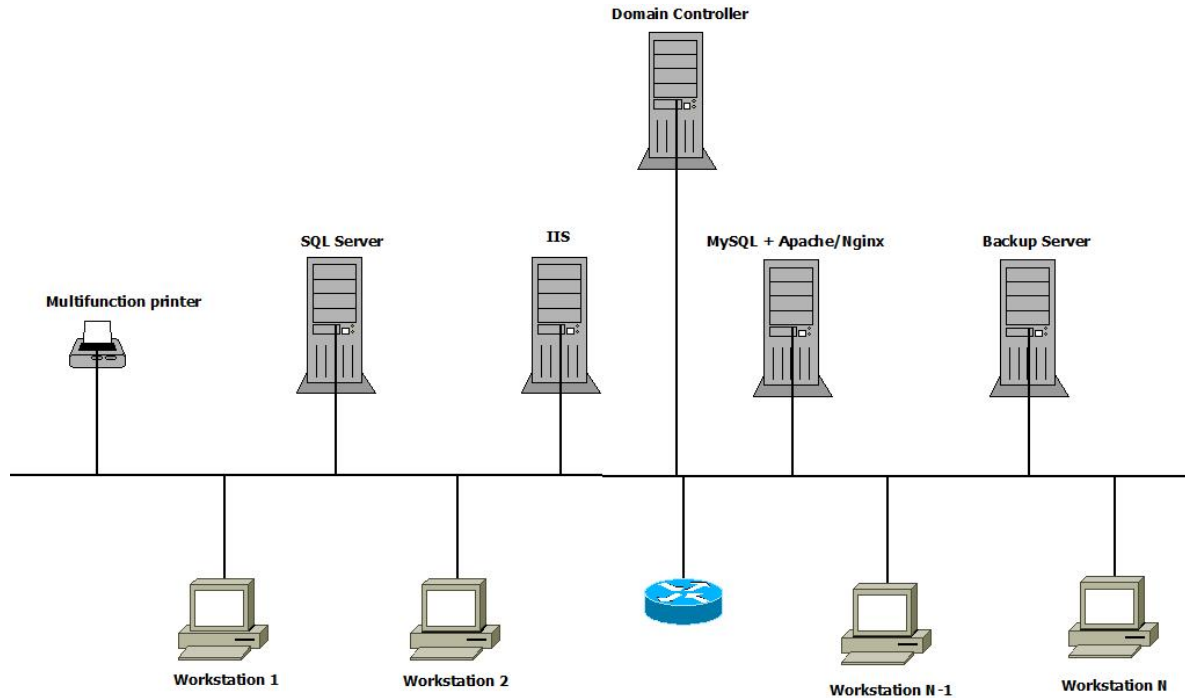 Domain Controller
SQL Server
IIS
MySQL + Apache/Nginx
Backup Server
Multifunction printer
Workstation 1
Workstation 2
Workstation N-1
Workstation N